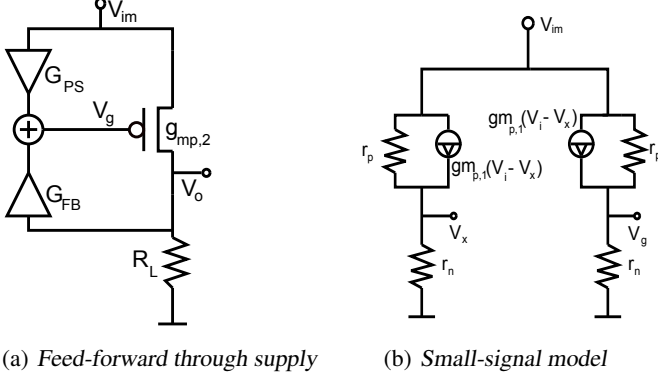 V_im
G_PS
V_g
g_mp,2
V_o
G_FB
R_L
(a) Feed-forward through supply
V_im
gm_p,1(V_i - V_x)
r_p
gm_p,1(V_i - V_x)
r_p
V_x
V_g
r_n
r_n
(b) Small-signal model